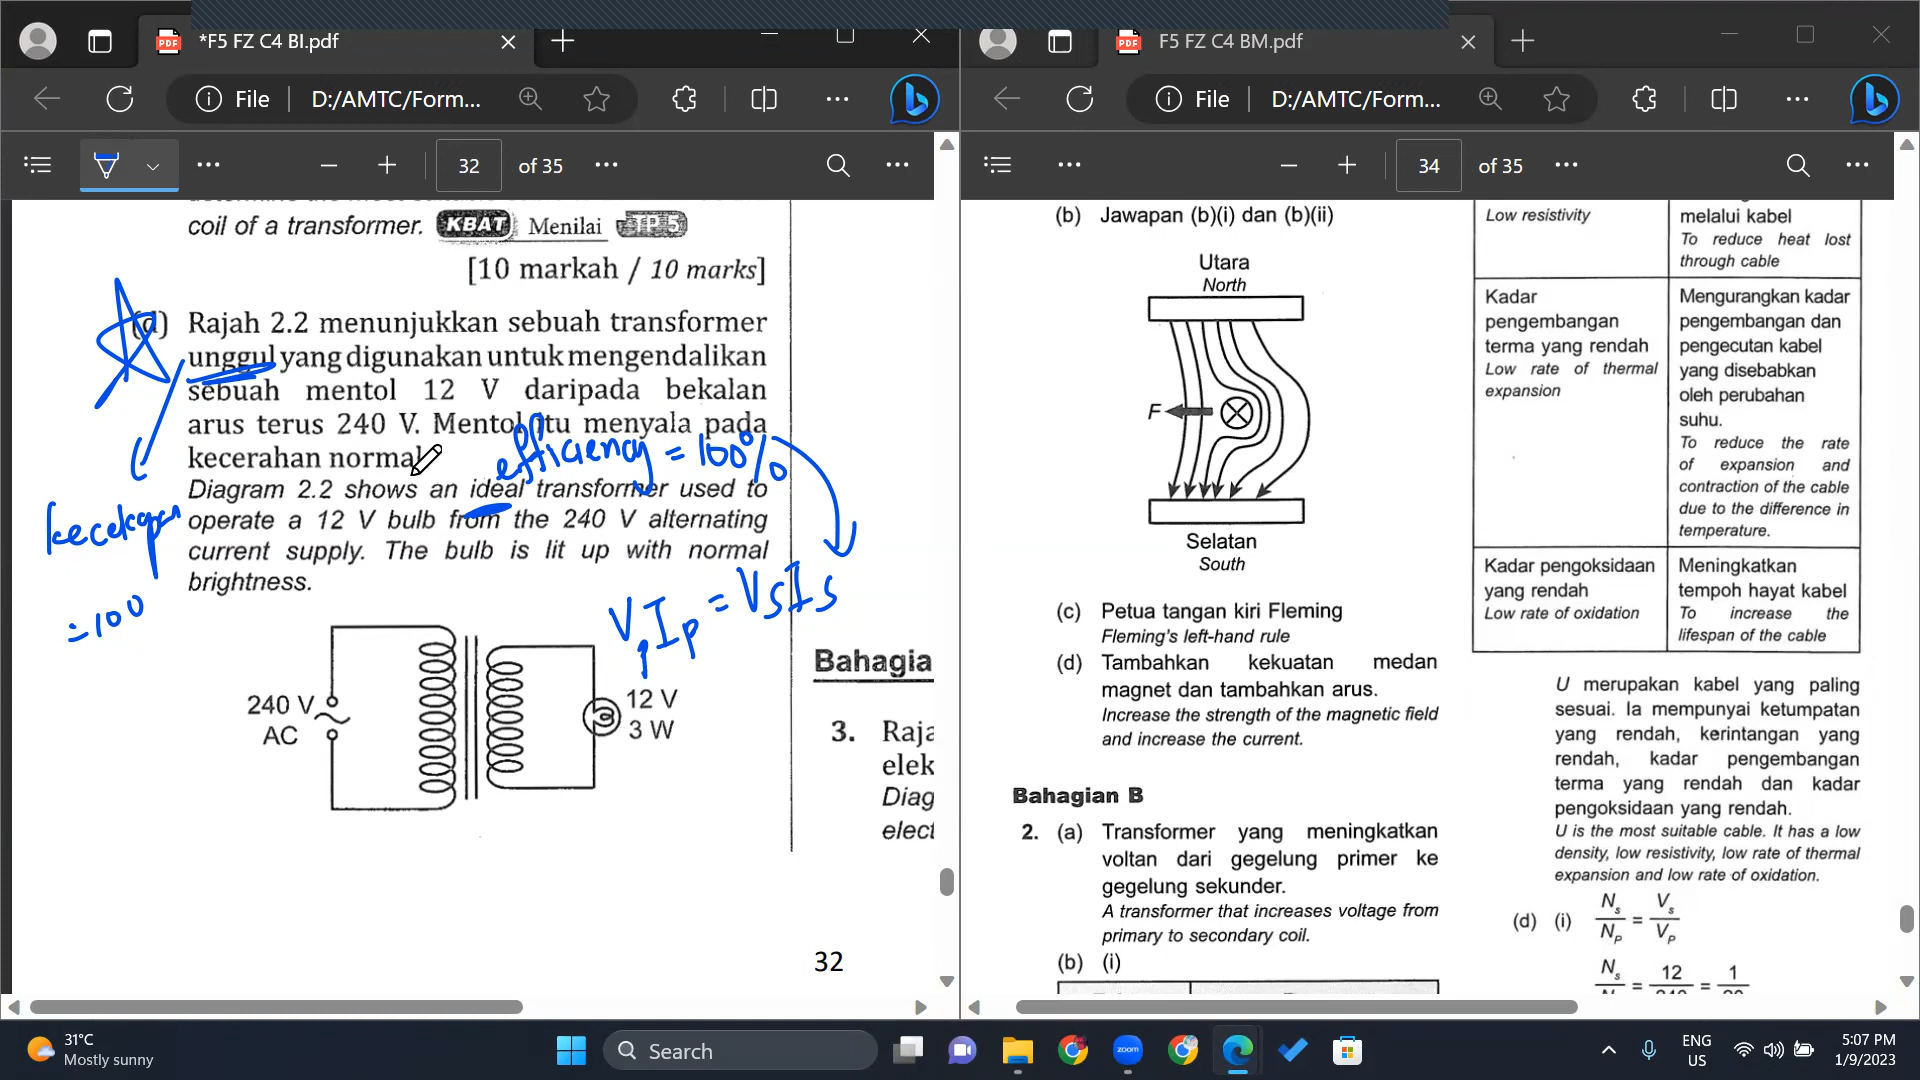 *F5 FZ C4 BI.pdf
File
D:/AMTC/Form...
32 of 35
coil of a transformer. KBAT Menilai TP 5
[10 markah / 10 marks]
(d) Rajah 2.2 menunjukkan sebuah transformer
unggul yang digunakan untuk mengendalikan
sebuah mentol 12 V daripada bekalan
arus terus 240 V. Mentol itu menyala pada
kecerahan normal
efficiency = 100%
Diagram 2.2 shows an ideal transformer used to
operate a 12 V bulb from the 240 V alternating
current supply. The bulb is lit up with normal
brightness.
kecekapan
= 100
VpIp = VsIs
240 V
AC
12 V
3 W
Bahagia
3. Raja
elek
Diag
elect
32
F5 FZ C4 BM.pdf
File
D:/AMTC/Form...
34 of 35
(b) Jawapan (b)(i) dan (b)(ii)
Utara
North
F
Selatan
South
(c) Petua tangan kiri Fleming
Fleming's left-hand rule
(d) Tambahkan kekuatan medan
magnet dan tambahkan arus.
Increase the strength of the magnetic field
and increase the current.
Bahagian B
2. (a) Transformer yang meningkatkan
voltan dari gegelung primer ke
gegelung sekunder.
A transformer that increases voltage from
primary to secondary coil.
(b) (i)
Low resistivity
melalui kabel
To reduce heat lost
through cable
Kadar
pengembangan
terma yang rendah
Low rate of thermal
expansion
Mengurangkan kadar
pengembangan dan
pengecutan kabel
yang disebabkan
oleh perubahan
suhu.
To reduce the rate
of expansion and
contraction of the cable
due to the difference in
temperature.
Kadar pengoksidaan
yang rendah
Low rate of oxidation
Meningkatkan
tempoh hayat kabel
To increase the
lifespan of the cable
U merupakan kabel yang paling
sesuai. Ia mempunyai ketumpatan
yang rendah, kerintangan yang
rendah, kadar pengembangan
terma yang rendah dan kadar
pengoksidaan yang rendah.
U is the most suitable cable. It has a low
density, low resistivity, low rate of thermal
expansion and low rate of oxidation.
(d) (i) Ns/NP = Vs/VP
Ns = 12 = 1
31°C
Mostly sunny
Search
zoom
ENG
US
5:07 PM
1/9/2023